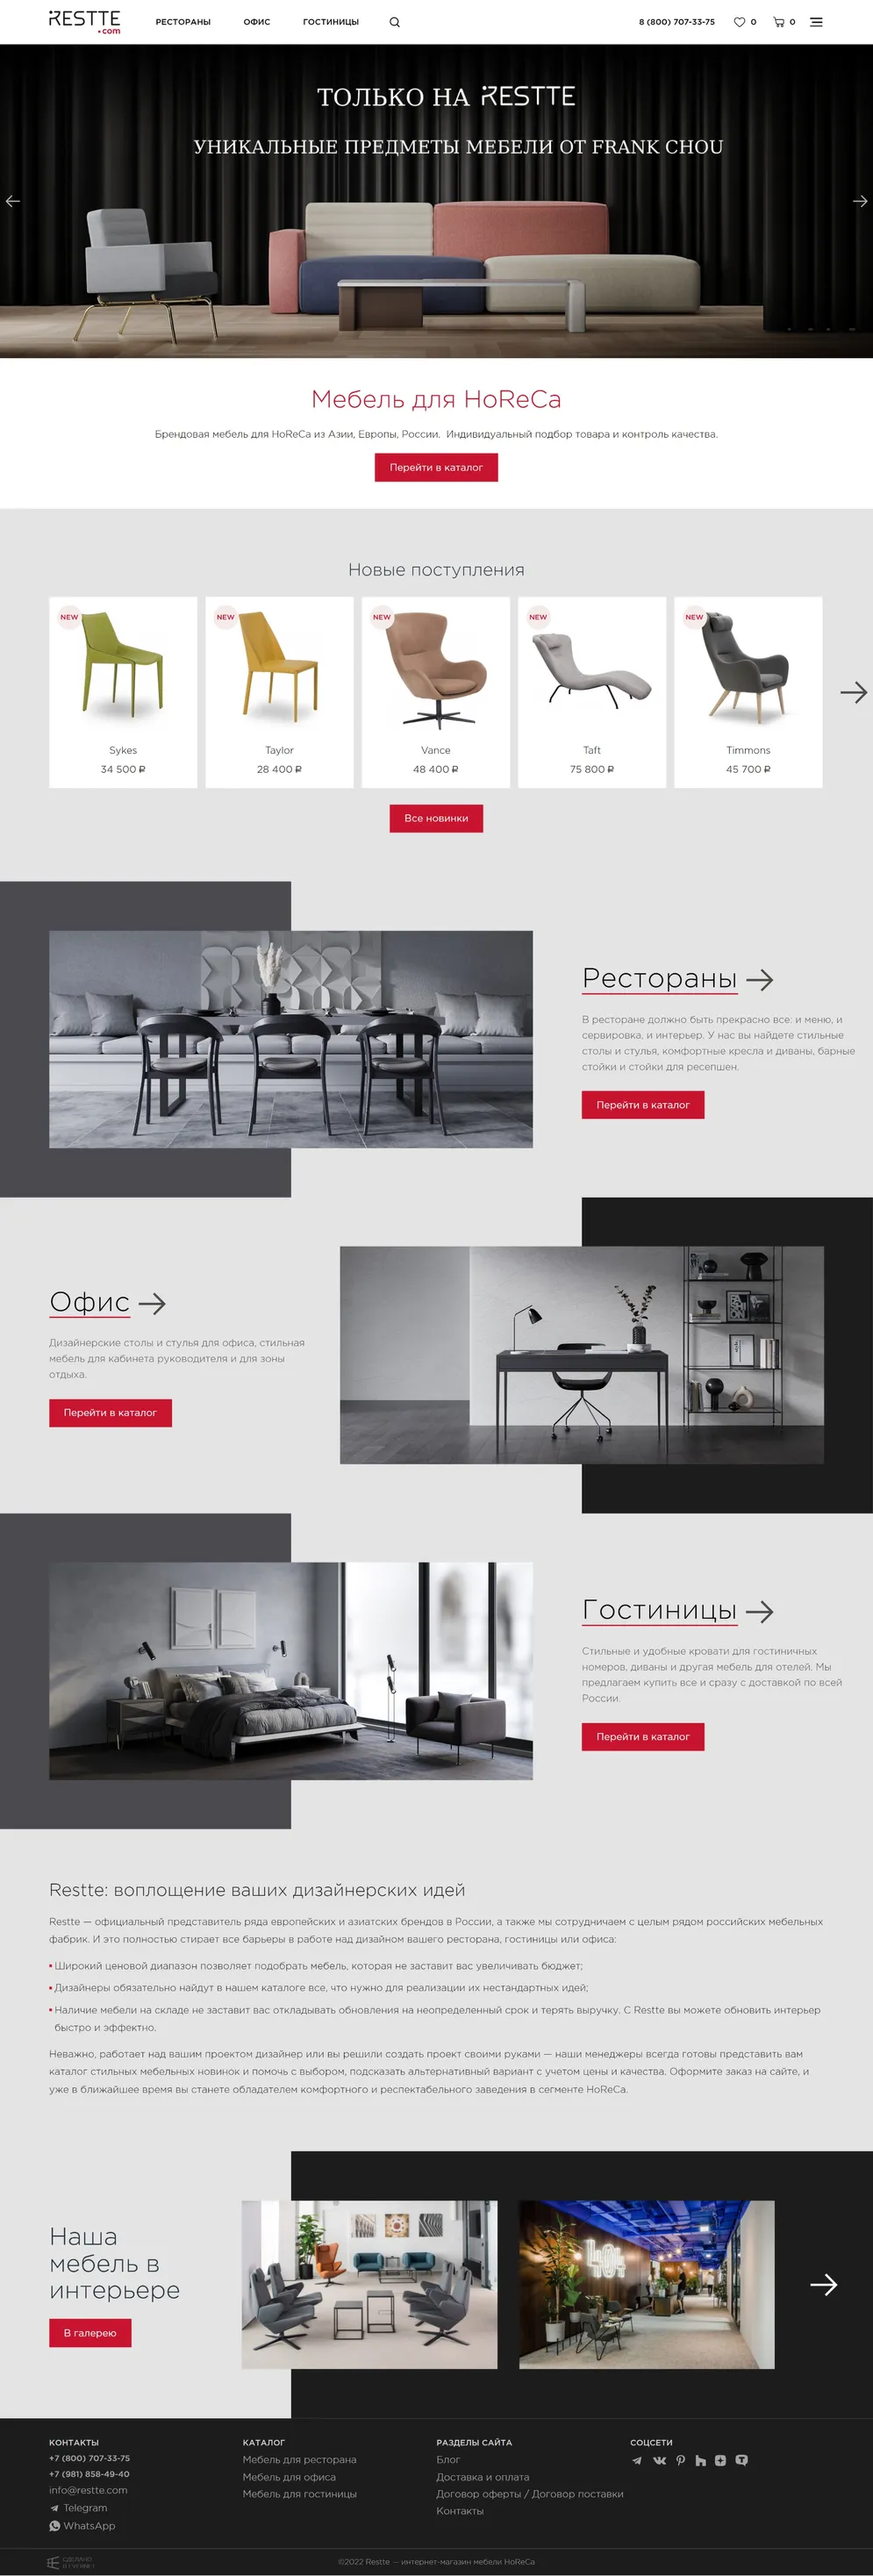 RESTTE
.com
РЕСТОРАНЫ ОФИС ГОСТИНИЦЫ 8 (800) 707-33-75 0 0
ТОЛЬКО НА RESTTE
УНИКАЛЬНЫЕ ПРЕДМЕТЫ МЕБЕЛИ ОТ FRANK CHOU
Мебель для HoReCa
Брендовая мебель для HoReCa из Азии, Европы, России. Индивидуальный подбор товара и контроль качества.
Перейти в каталог
Новые поступления
NEW NEW NEW NEW NEW
Sykes Taylor Vance Taft Timmons
34 500 ₽ 28 400 ₽ 48 400 ₽ 75 800 ₽ 45 700 ₽
Все новинки
Рестораны
В ресторане должно быть прекрасно все: и меню, и
сервировка, и интерьер. У нас вы найдете стильные
столы и стулья, комфортные кресла и диваны, барные
стойки и стойки для ресепшен.
Перейти в каталог
Офис
Дизайнерские столы и стулья для офиса, стильная
мебель для кабинета руководителя и для зоны
отдыха.
Перейти в каталог
Гостиницы
Стильные и удобные кровати для гостиничных
номеров, диваны и другая мебель для отелей. Мы
предлагаем купить все и сразу с доставкой по всей
России.
Перейти в каталог
Restte: воплощение ваших дизайнерских идей
Restte — официальный представитель ряда европейских и азиатских брендов в России, а также мы сотрудничаем с целым рядом российских мебельных
фабрик. И это полностью стирает все барьеры в работе над дизайном вашего ресторана, гостиницы или офиса:
Широкий ценовой диапазон позволяет подобрать мебель, которая не заставит вас увеличивать бюджет;
Дизайнеры обязательно найдут в нашем каталоге все, что нужно для реализации их нестандартных идей;
Наличие мебели на складе не заставит вас откладывать обновления на неопределенный срок и терять выручку. С Restte вы можете обновить интерьер
быстро и эффектно.
Неважно, работает над вашим проектом дизайнер или вы решили создать проект своими руками — наши менеджеры всегда готовы представить вам
каталог стильных мебельных новинок и помочь с выбором, подсказать альтернативный вариант с учетом цены и качества. Оформите заказ на сайте, и
уже в ближайшее время вы станете обладателем комфортного и респектабельного заведения в сегменте HoReCa.
Наша
мебель в
интерьере
В галерею
КОНТАКТЫ
+7 (800) 707-33-75
+7 (981) 858-49-40
info@restte.com
Telegram
WhatsApp
КАТАЛОГ
Мебель для ресторана
Мебель для офиса
Мебель для гостиницы
РАЗДЕЛЫ САЙТА
Блог
Доставка и оплата
Договор оферты / Договор поставки
Контакты
СОЦСЕТИ
СДЕЛАНО
©2022 Restte — интернет-магазин мебели HoReCa